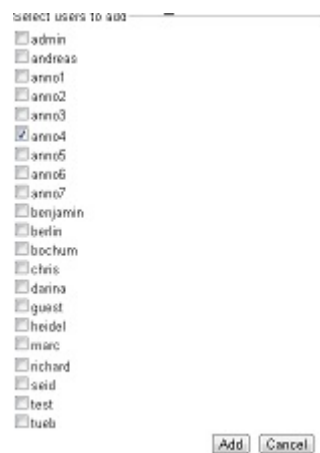 Select users to add
admin
andreas
anno1
anno2
anno3
anno4
anno5
anno6
anno7
benjamin
berlin
bochum
chris
darina
guest
heidel
marc
richard
seid
test
tueb
Add Cancel